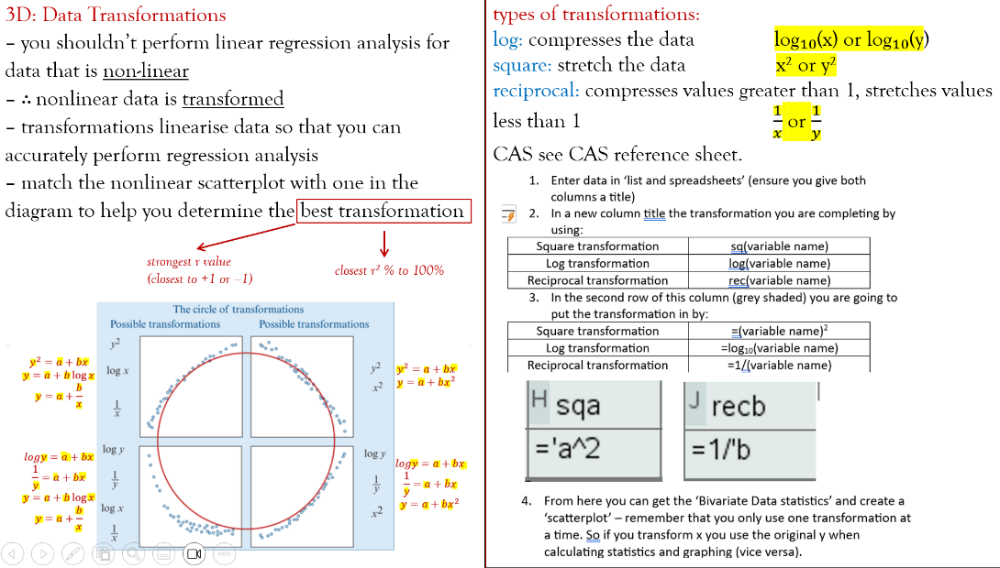 3D: Data Transformations
– you shouldn't perform linear regression analysis for
data that is non-linear
– ∴ nonlinear data is transformed
– transformations linearise data so that you can
accurately perform regression analysis
– match the nonlinear scatterplot with one in the
diagram to help you determine the best transformation
strongest r value
(closest to +1 or –1)
closest r² % to 100%
The circle of transformations
Possible transformations
Possible transformations
y²
log x
1/x
y² = a + bx
y = a + b log x
y = a + b/x
y²
x²
y² = a + bx
y = a + bx²
log y
1/y
log x
1/x
logy = a + bx
1/y = a + bx
y = a + b logx
y = a + b/x
log y
1/y
x²
logy = a + bx
1/y = a + bx
y = a + bx²
types of transformations:
log: compresses the data log₁₀(x) or log₁₀(y)
square: stretch the data x² or y²
reciprocal: compresses values greater than 1, stretches values
less than 1 1/x or 1/y
CAS see CAS reference sheet.
1. Enter data in 'list and spreadsheets' (ensure you give both
columns a title)
2. In a new column title the transformation you are completing by
using:
Square transformation sq(variable name)
Log transformation log(variable name)
Reciprocal transformation rec(variable name)
3. In the second row of this column (grey shaded) you are going to
put the transformation in by:
Square transformation =(variable name)²
Log transformation =log₁₀(variable name)
Reciprocal transformation =1/(variable name)
H sqa
='a^2
J recb
=1/'b
4. From here you can get the 'Bivariate Data statistics' and create a
'scatterplot' – remember that you only use one transformation at
a time. So if you transform x you use the original y when
calculating statistics and graphing (vice versa).